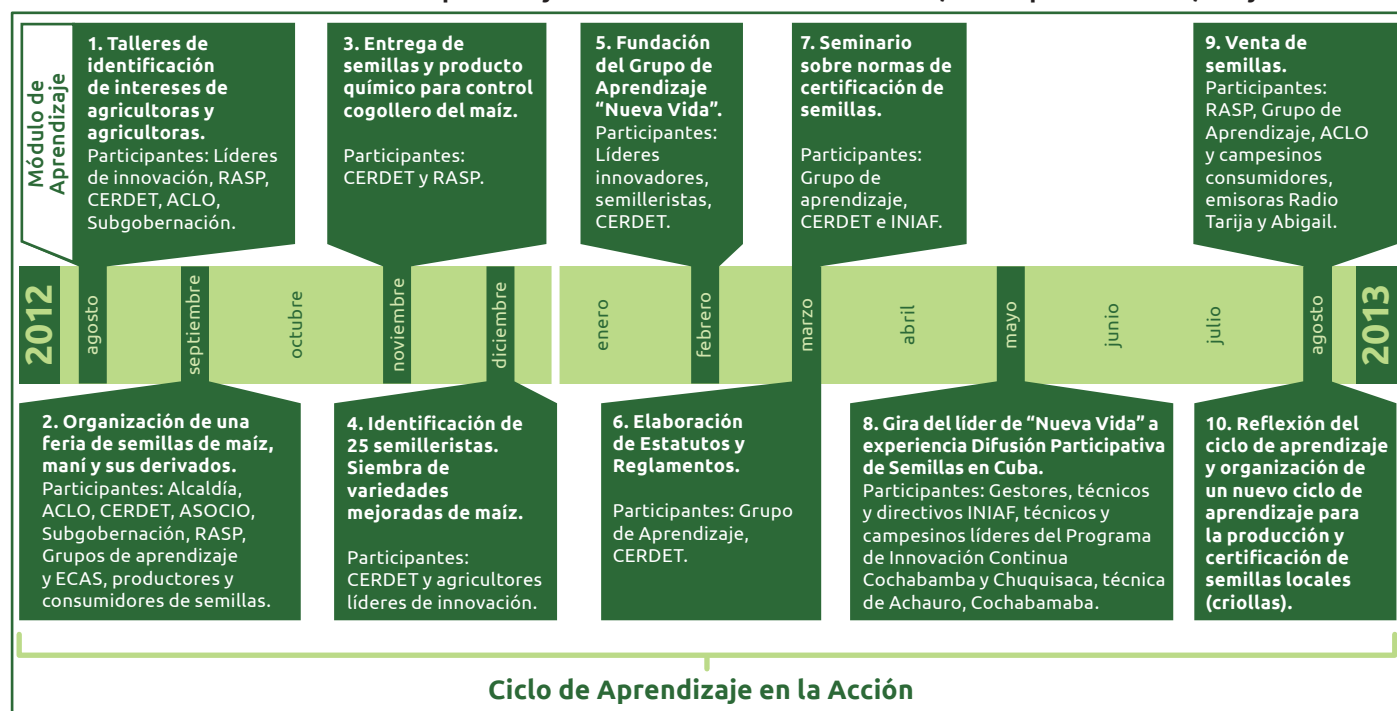 Módulo de
Aprendizaje
1. Talleres de
identificación
de intereses de
agricultoras y
agricultoras.
Participantes: Líderes
de innovación, RASP,
CERDET, ACLO,
Subgobernación.
3. Entrega de
semillas y producto
químico para control
cogollero del maíz.
Participantes:
CERDET y RASP.
5. Fundación
del Grupo de
Aprendizaje
“Nueva Vida”.
Participantes:
Líderes
innovadores,
semilleristas,
CERDET.
7. Seminario
sobre normas de
certificación de
semillas.
Participantes:
Grupo de
aprendizaje,
CERDET e INIAF.
9. Venta de
semillas.
Participantes:
RASP, Grupo de
Aprendizaje, ACLO
y campesinos
consumidores,
emisoras Radio
Tarija y Abigail.
2012
agosto
septiembre
octubre
noviembre
diciembre
enero
febrero
marzo
abril
mayo
junio
julio
agosto
2013
2. Organización de una
feria de semillas de maíz,
maní y sus derivados.
Participantes: Alcaldía,
ACLO, CERDET, ASOCIO,
Subgobernación, RASP,
Grupos de aprendizaje
y ECAS, productores y
consumidores de semillas.
4. Identificación de
25 semilleristas.
Siembra de
variedades
mejoradas de maíz.
Participantes:
CERDET y agricultores
líderes de innovación.
6. Elaboración
de Estatutos y
Reglamentos.
Participantes: Grupo
de Aprendizaje,
CERDET.
8. Gira del líder de “Nueva Vida” a
experiencia Difusión Participativa
de Semillas en Cuba.
Participantes: Gestores, técnicos
y directivos INIAF, técnicos y
campesinos líderes del Programa
de Innovación Continua
Cochabamba y Chuquisaca, técnica
de Achauro, Cochabamaba.
10. Reflexión del
ciclo de aprendizaje
y organización de
un nuevo ciclo de
aprendizaje para
la producción y
certificación de
semillas locales
(criollas).
Ciclo de Aprendizaje en la Acción